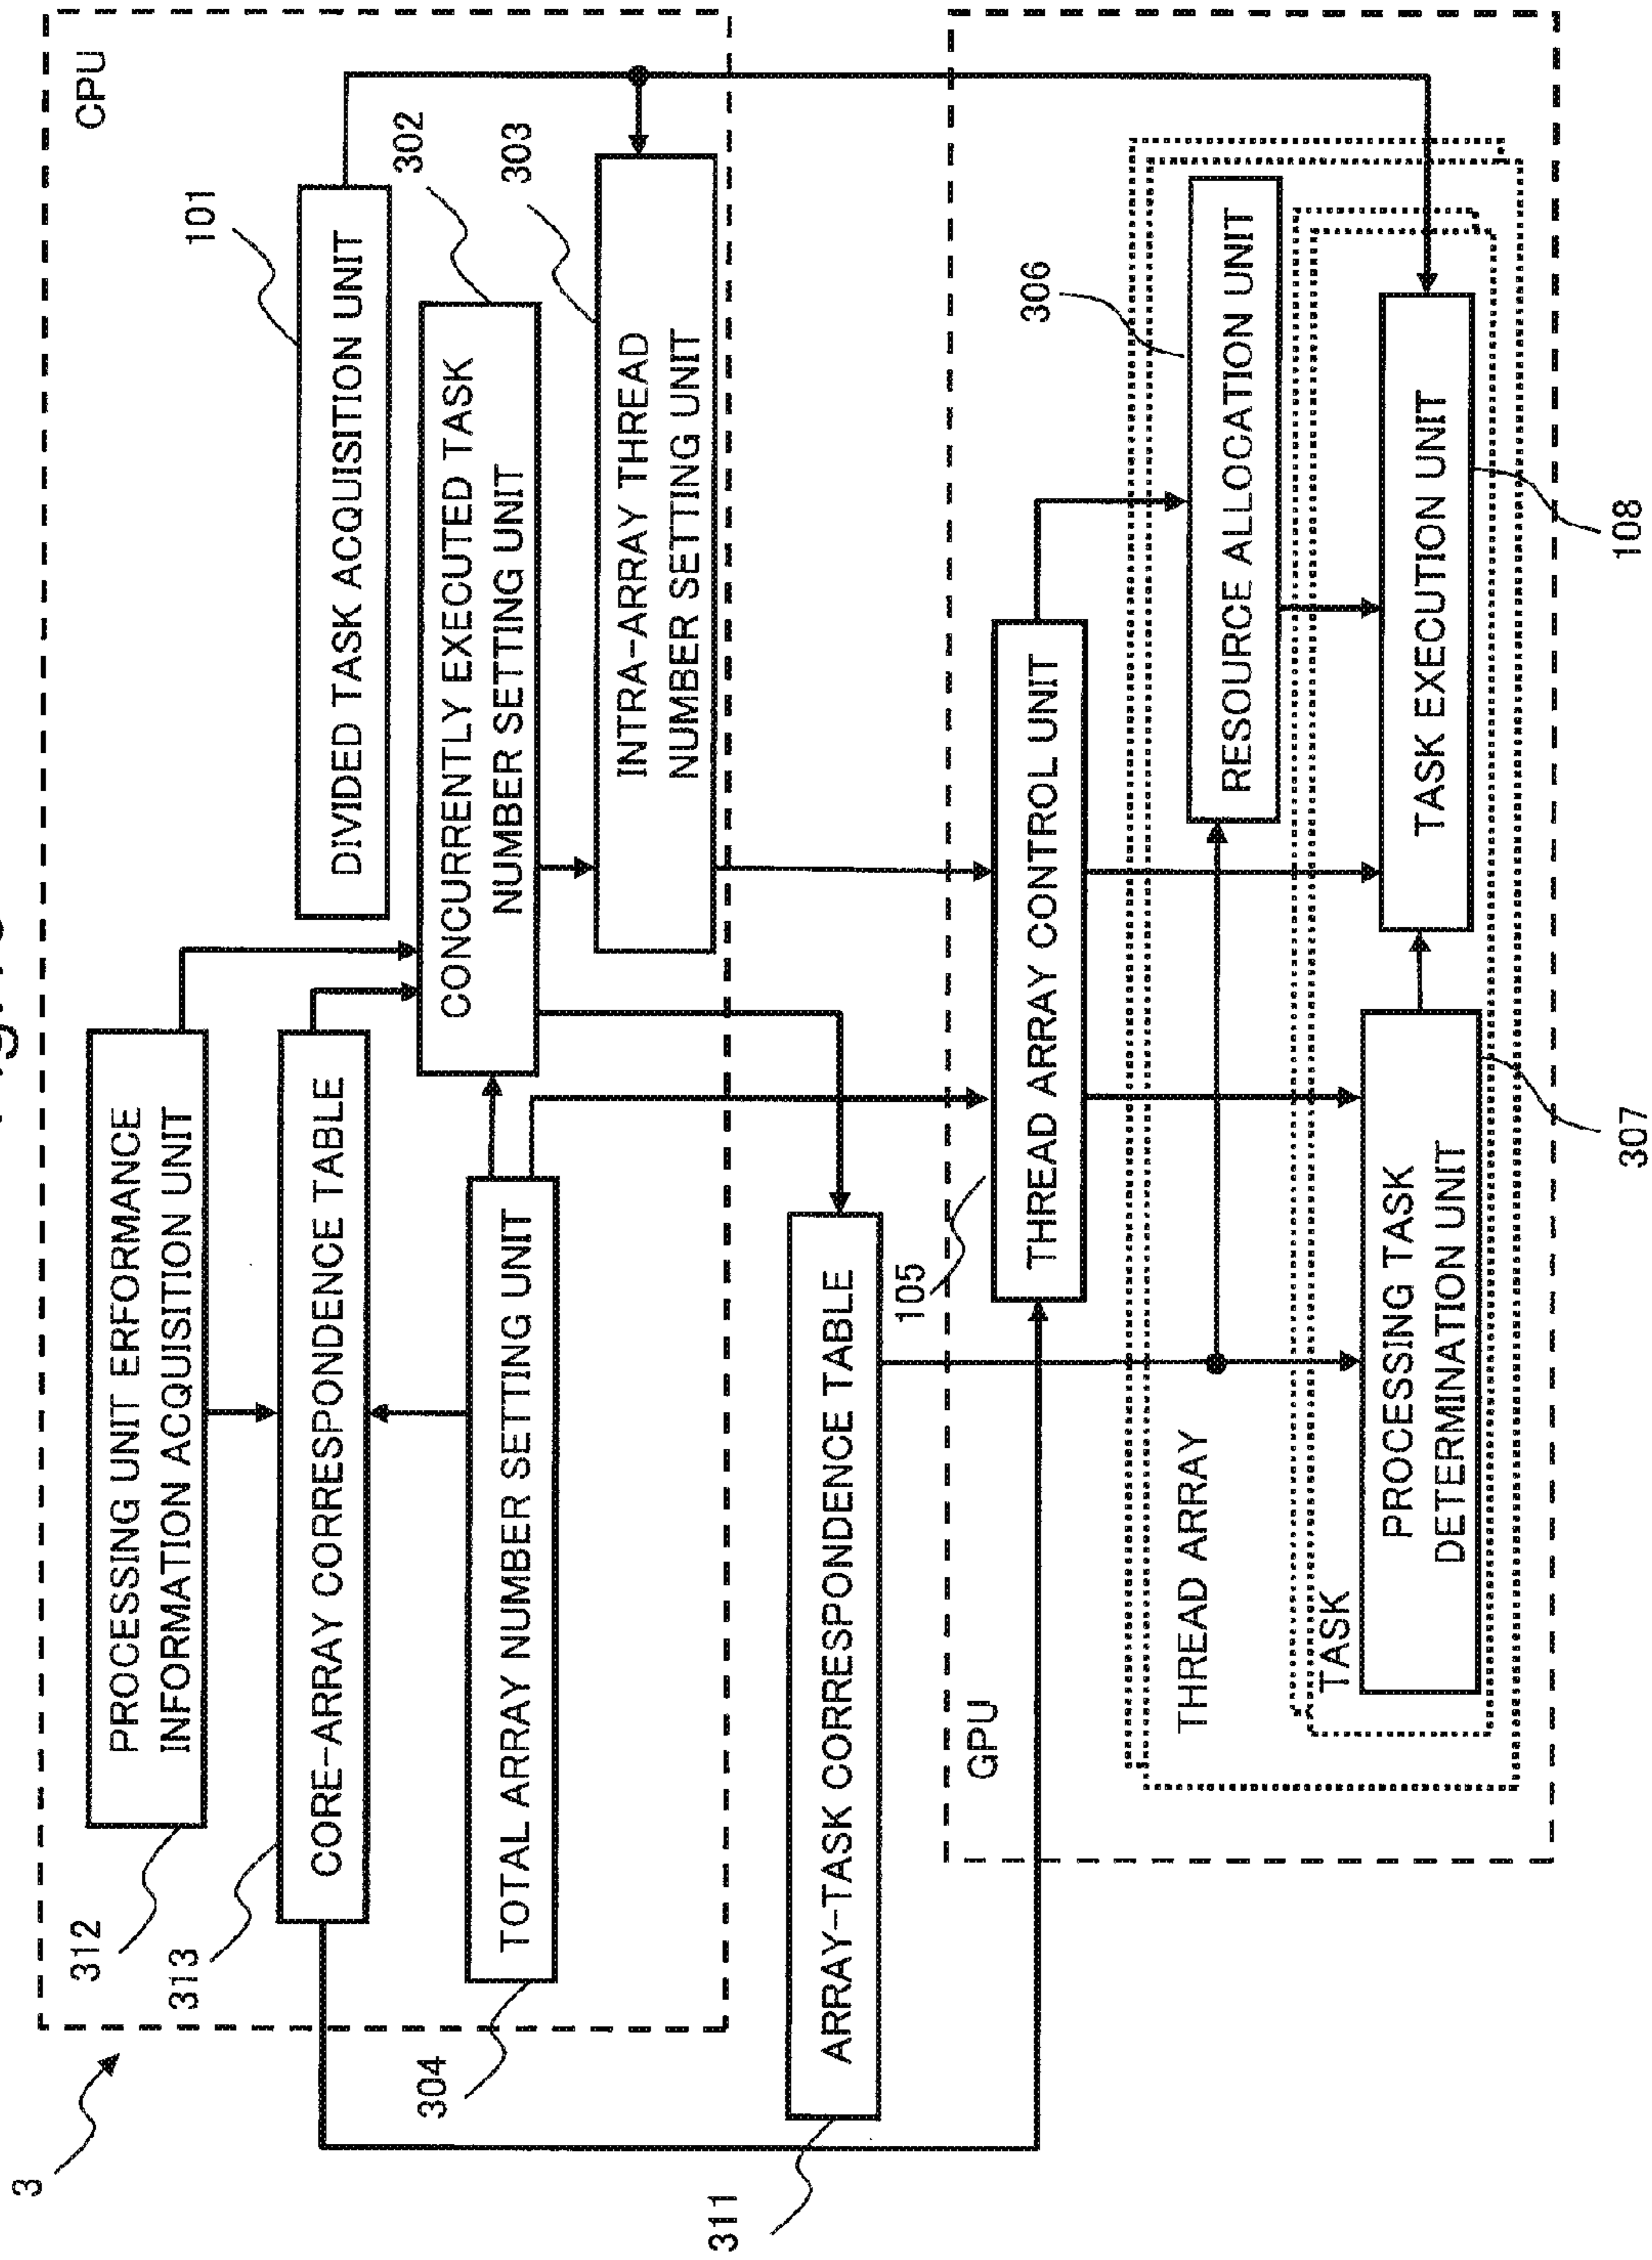 3
CPU
312
PROCESSING UNIT ERFORMANCE
INFORMATION ACQUISITION UNIT
101
DIVIDED TASK ACQUISITION UNIT
313
CORE-ARRAY CORRESPONDENCE TABLE
302
CONCURRENTLY EXECUTED TASK
NUMBER SETTING UNIT
304
TOTAL ARRAY NUMBER SETTING UNIT
303
INTRA-ARRAY THREAD
NUMBER SETTING UNIT
311
ARRAY-TASK CORRESPONDENCE TABLE
GPU
105
THREAD ARRAY CONTROL UNIT
306
THREAD ARRAY
RESOURCE ALLOCATION UNIT
TASK
PROCESSING TASK
DETERMINATION UNIT
TASK EXECUTION UNIT
307
108